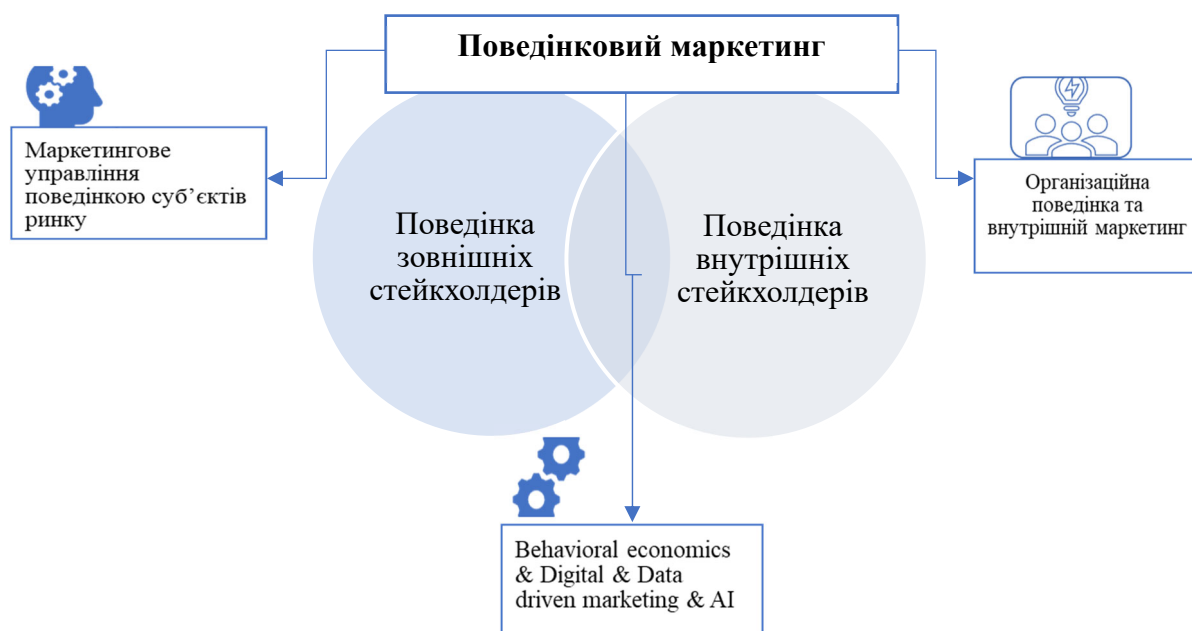 Поведінковий маркетинг
Маркетингове
управління
поведінкою суб’єктів
ринку
Організаційна
поведінка та
внутрішній маркетинг
Поведінка
зовнішніх
стейкхолдерів
Поведінка
внутрішніх
стейкхолдерів
Behavioral economics
& Digital & Data
driven marketing & AI